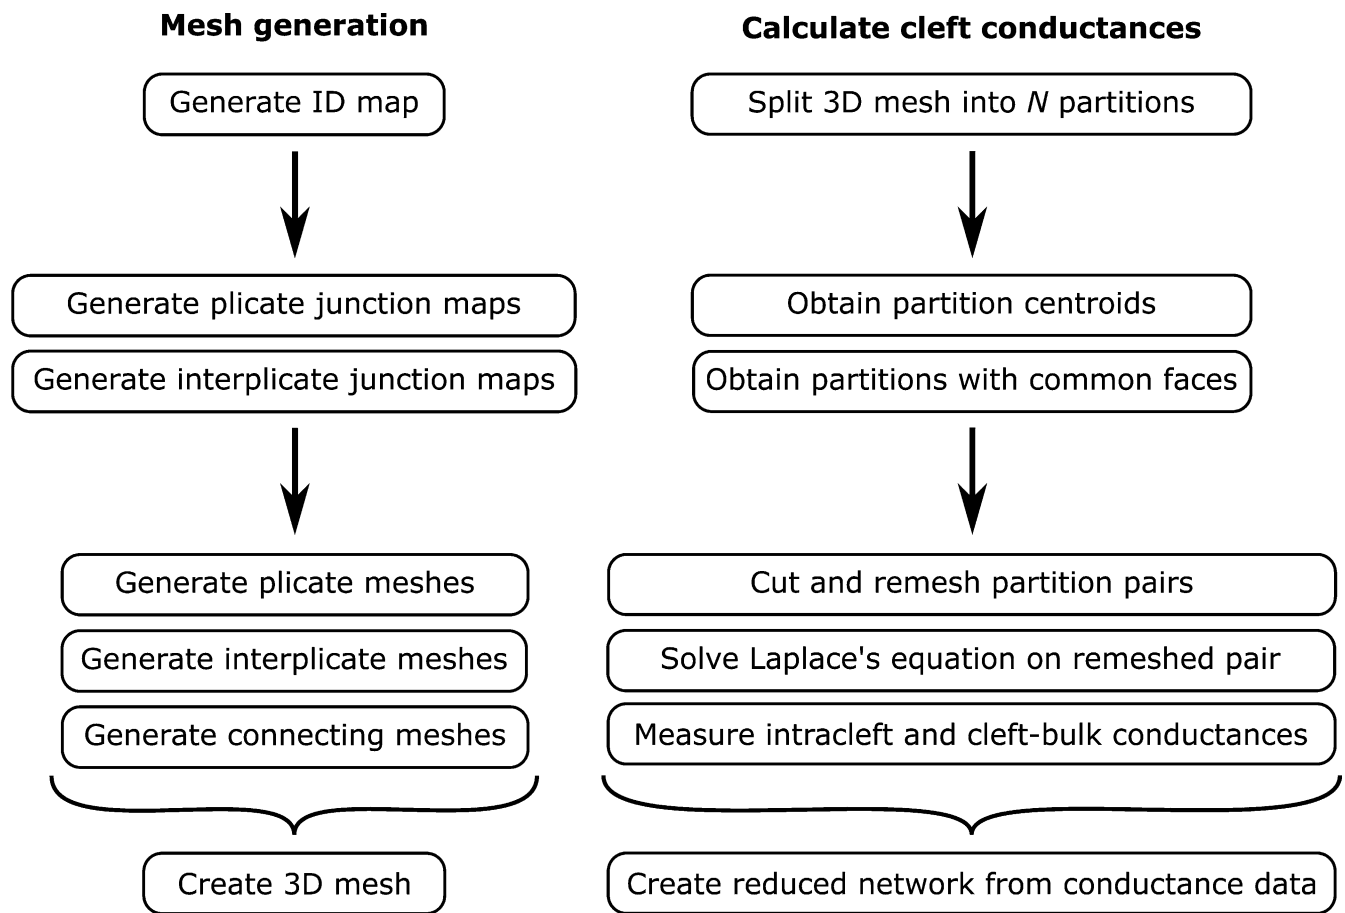 Mesh generation
Generate ID map
Generate plicate junction maps
Generate interplicate junction maps
Generate plicate meshes
Generate interplicate meshes
Generate connecting meshes
Create 3D mesh
Calculate cleft conductances
Split 3D mesh into N partitions
Obtain partition centroids
Obtain partitions with common faces
Cut and remesh partition pairs
Solve Laplace's equation on remeshed pair
Measure intracleft and cleft-bulk conductances
Create reduced network from conductance data